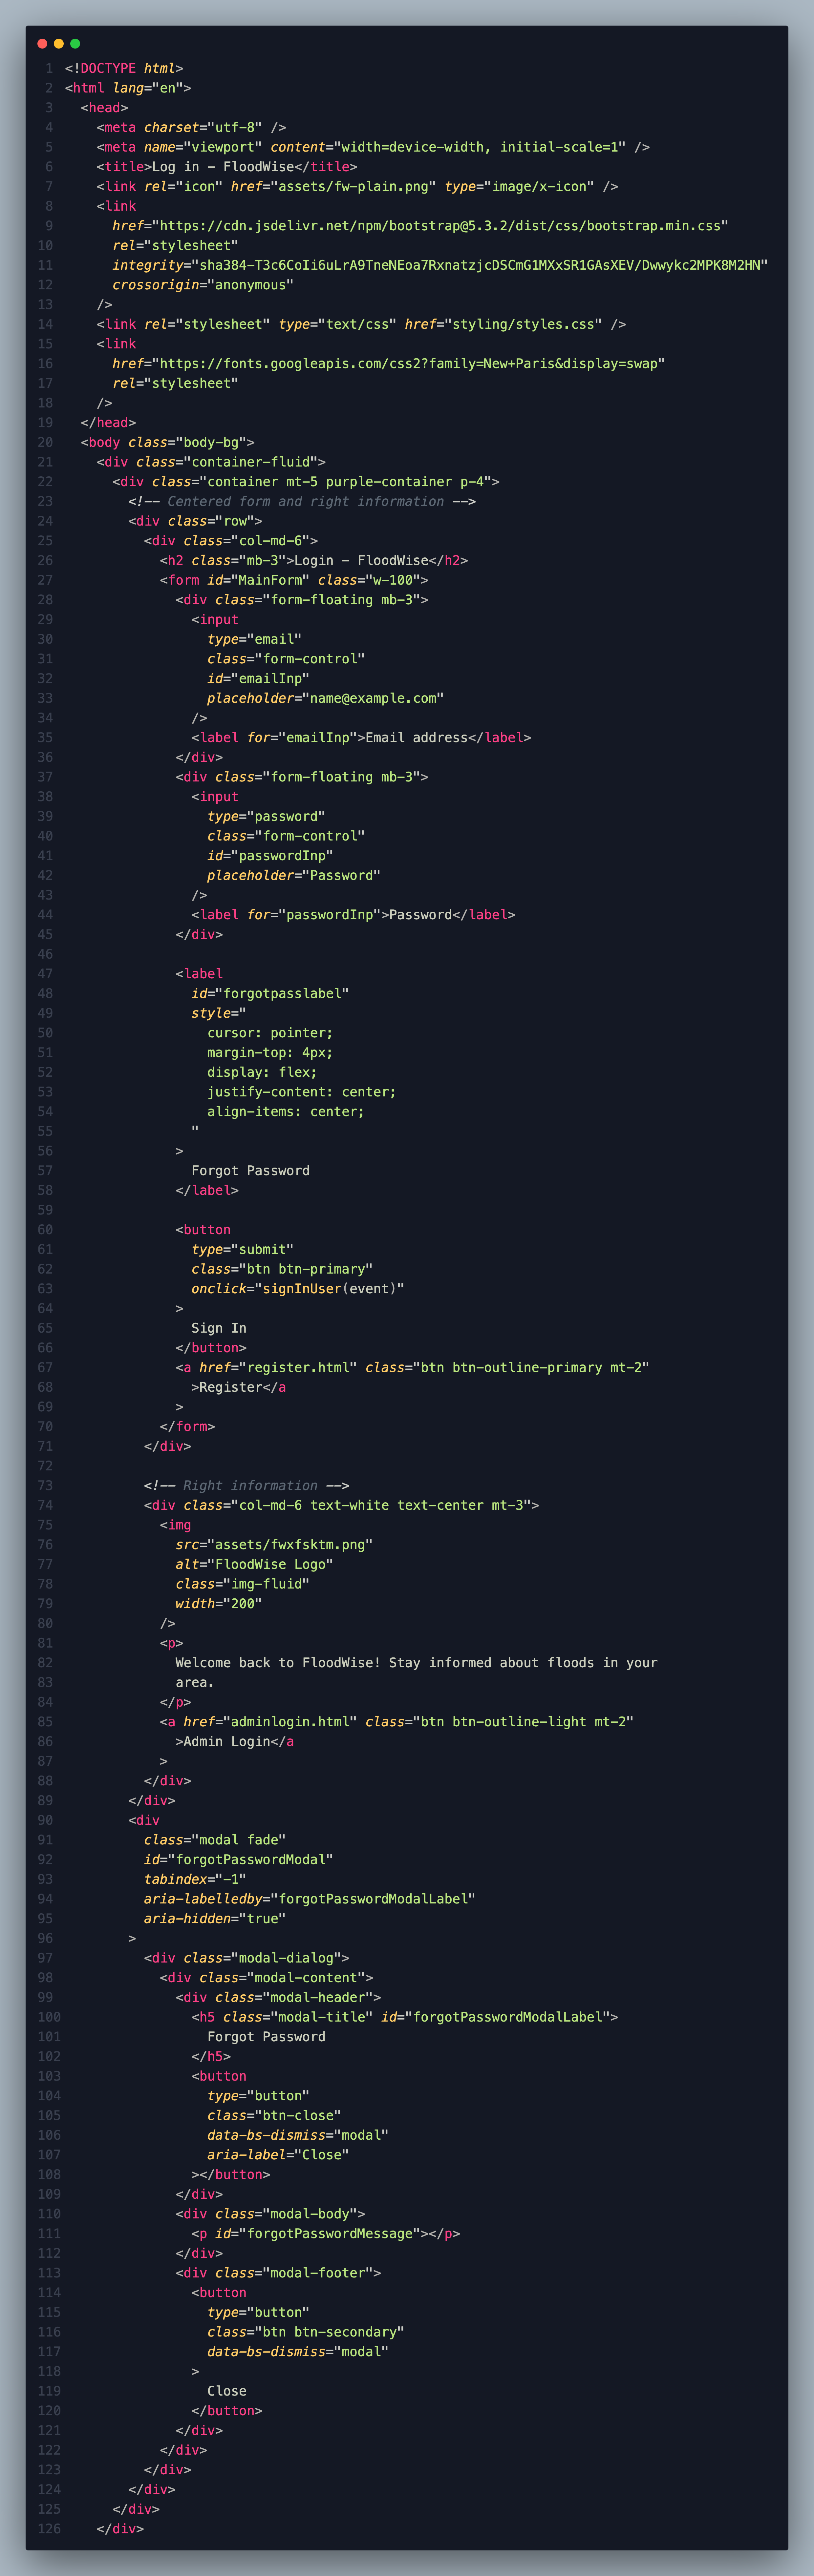 1 <!DOCTYPE html>
2 <html lang="en">
3   <head>
4     <meta charset="utf-8" />
5     <meta name="viewport" content="width=device-width, initial-scale=1" />
6     <title>Log in – FloodWise</title>
7     <link rel="icon" href="assets/fw-plain.png" type="image/x-icon" />
8     <link
9       href="https://cdn.jsdelivr.net/npm/bootstrap@5.3.2/dist/css/bootstrap.min.css"
10       rel="stylesheet"
11       integrity="sha384-T3c6CoIi6uLrA9TneNEoa7RxnatzjcDSCmG1MXxSR1GAsXEV/Dwwykc2MPK8M2HN"
12       crossorigin="anonymous"
13     />
14     <link rel="stylesheet" type="text/css" href="styling/styles.css" />
15     <link
16       href="https://fonts.googleapis.com/css2?family=New+Paris&display=swap"
17       rel="stylesheet"
18     />
19   </head>
20   <body class="body-bg">
21     <div class="container-fluid">
22       <div class="container mt-5 purple-container p-4">
23         <!-- Centered form and right information -->
24         <div class="row">
25           <div class="col-md-6">
26             <h2 class="mb-3">Login – FloodWise</h2>
27             <form id="MainForm" class="w-100">
28               <div class="form-floating mb-3">
29                 <input
30                   type="email"
31                   class="form-control"
32                   id="emailInp"
33                   placeholder="name@example.com"
34                 />
35                 <label for="emailInp">Email address</label>
36               </div>
37               <div class="form-floating mb-3">
38                 <input
39                   type="password"
40                   class="form-control"
41                   id="passwordInp"
42                   placeholder="Password"
43                 />
44                 <label for="passwordInp">Password</label>
45               </div>
46
47               <label
48                 id="forgotpasslabel"
49                 style="
50                   cursor: pointer;
51                   margin-top: 4px;
52                   display: flex;
53                   justify-content: center;
54                   align-items: center;
55                 "
56               >
57                 Forgot Password
58               </label>
59
60               <button
61                 type="submit"
62                 class="btn btn-primary"
63                 onclick="signInUser(event)"
64               >
65                 Sign In
66               </button>
67               <a href="register.html" class="btn btn-outline-primary mt-2"
68                 >Register</a
69               >
70             </form>
71           </div>
72
73           <!-- Right information -->
74           <div class="col-md-6 text-white text-center mt-3">
75             <img
76               src="assets/fwxfsktm.png"
77               alt="FloodWise Logo"
78               class="img-fluid"
79               width="200"
80             />
81             <p>
82               Welcome back to FloodWise! Stay informed about floods in your
83               area.
84             </p>
85             <a href="adminlogin.html" class="btn btn-outline-light mt-2"
86               >Admin Login</a
87             >
88           </div>
89         </div>
90         <div
91           class="modal fade"
92           id="forgotPasswordModal"
93           tabindex="-1"
94           aria-labelledby="forgotPasswordModalLabel"
95           aria-hidden="true"
96         >
97           <div class="modal-dialog">
98             <div class="modal-content">
99               <div class="modal-header">
100                 <h5 class="modal-title" id="forgotPasswordModalLabel">
101                   Forgot Password
102                 </h5>
103                 <button
104                   type="button"
105                   class="btn-close"
106                   data-bs-dismiss="modal"
107                   aria-label="Close"
108                 ></button>
109               </div>
110               <div class="modal-body">
111                 <p id="forgotPasswordMessage"></p>
112               </div>
113               <div class="modal-footer">
114                 <button
115                   type="button"
116                   class="btn btn-secondary"
117                   data-bs-dismiss="modal"
118                 >
119                   Close
120                 </button>
121               </div>
122             </div>
123           </div>
124         </div>
125       </div>
126     </div>